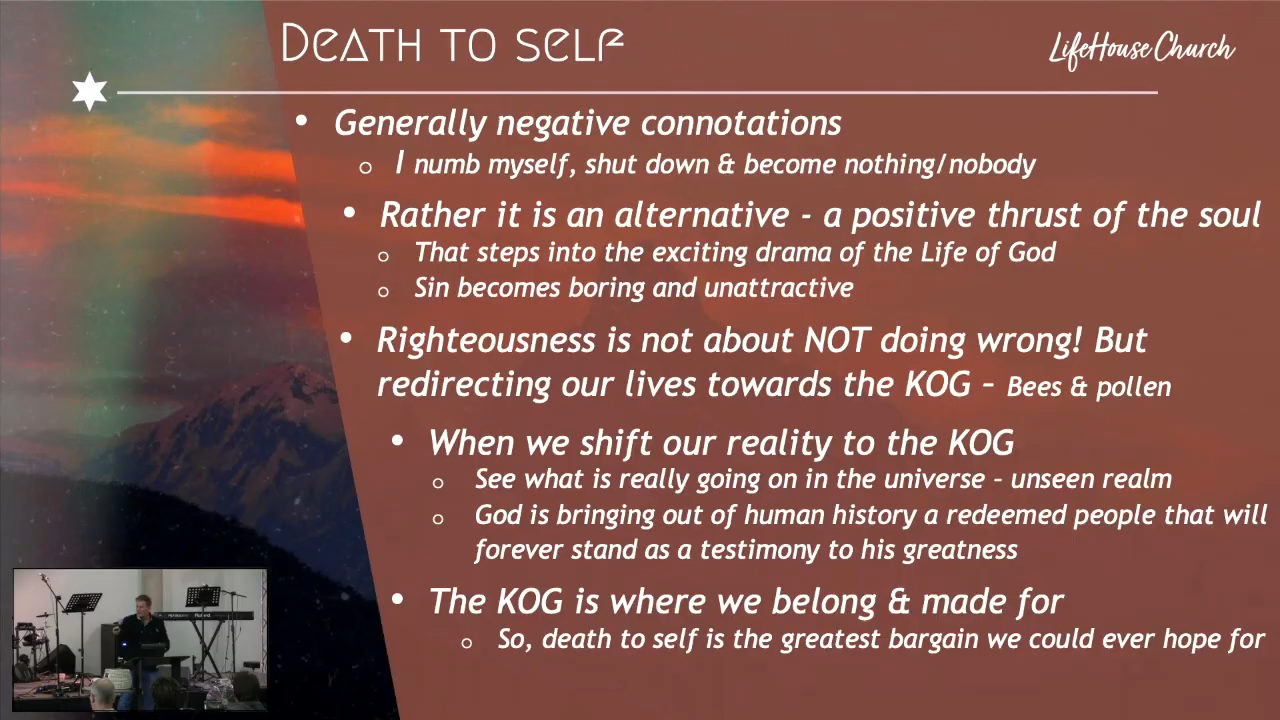 Death to self
LifeHouse Church
• Generally negative connotations
o I numb myself, shut down & become nothing/nobody
• Rather it is an alternative - a positive thrust of the soul
o That steps into the exciting drama of the Life of God
o Sin becomes boring and unattractive
• Righteousness is not about NOT doing wrong! But
redirecting our lives towards the KOG – Bees & pollen
• When we shift our reality to the KOG
o See what is really going on in the universe – unseen realm
o God is bringing out of human history a redeemed people that will
forever stand as a testimony to his greatness
• The KOG is where we belong & made for
o So, death to self is the greatest bargain we could ever hope for